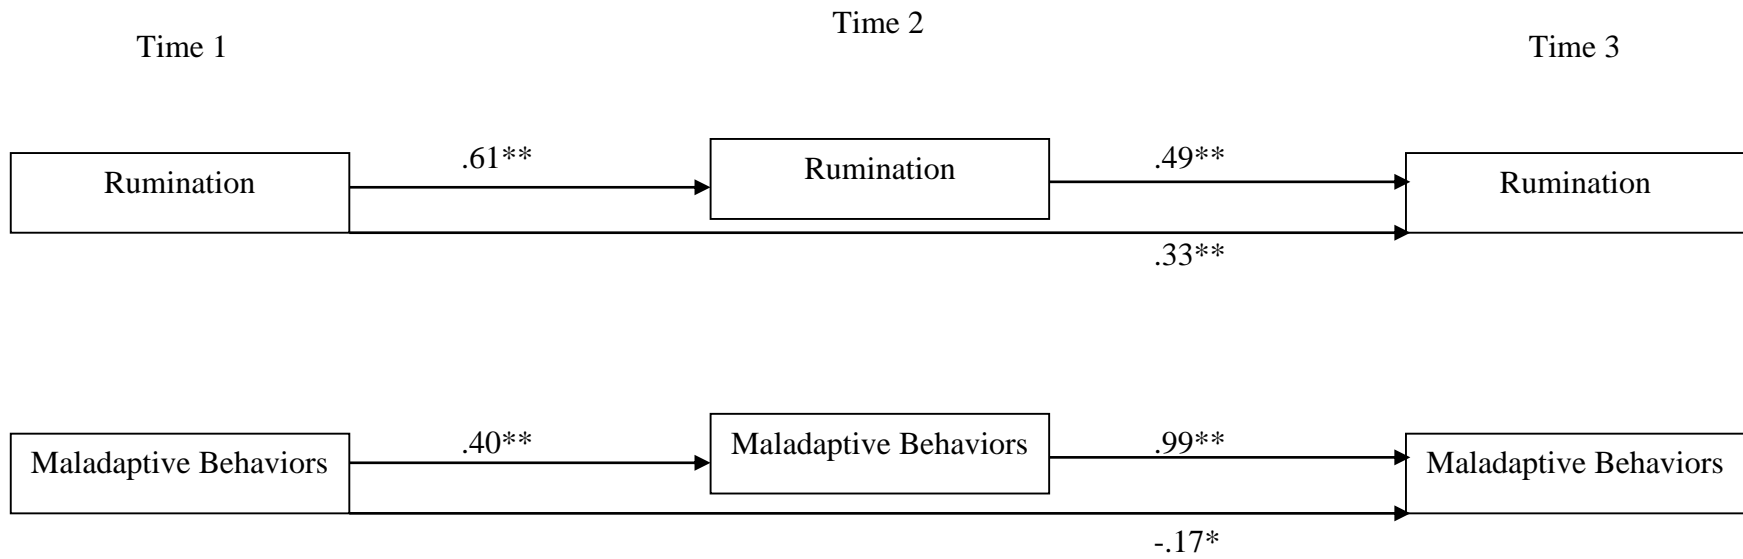 Time 1
Time 2
Time 3
Rumination
.61**
Rumination
.49**
Rumination
.33**
Maladaptive Behaviors
.40**
Maladaptive Behaviors
.99**
Maladaptive Behaviors
-.17*